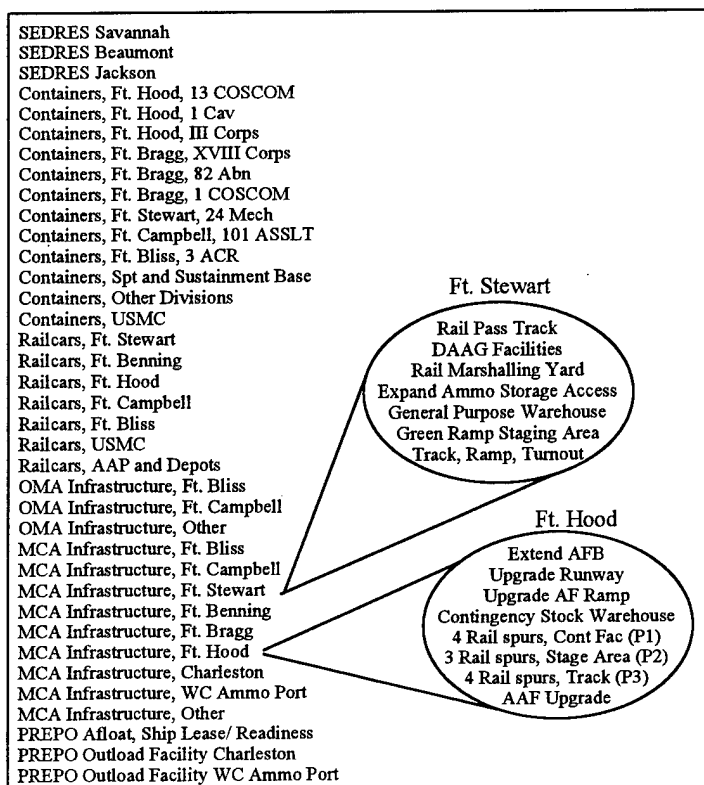 SEDRES Savannah
SEDRES Beaumont
SEDRES Jackson
Containers, Ft. Hood, 13 COSCOM
Containers, Ft. Hood, 1 Cav
Containers, Ft. Hood, III Corps
Containers, Ft. Bragg, XVIII Corps
Containers, Ft. Bragg, 82 Abn
Containers, Ft. Bragg, 1 COSCOM
Containers, Ft. Stewart, 24 Mech
Containers, Ft. Campbell, 101 ASSLT
Containers, Ft. Bliss, 3 ACR
Containers, Spt and Sustainment Base
Containers, Other Divisions
Containers, USMC
Railcars, Ft. Stewart
Railcars, Ft. Benning
Railcars, Ft. Hood
Railcars, Ft. Campbell
Railcars, Ft. Bliss
Railcars, USMC
Railcars, AAP and Depots
OMA Infrastructure, Ft. Bliss
OMA Infrastructure, Ft. Campbell
OMA Infrastructure, Other
MCA Infrastructure, Ft. Bliss
MCA Infrastructure, Ft. Campbell
MCA Infrastructure, Ft. Stewart
MCA Infrastructure, Ft. Benning
MCA Infrastructure, Ft. Bragg
MCA Infrastructure, Ft. Hood
MCA Infrastructure, Charleston
MCA Infrastructure, WC Ammo Port
MCA Infrastructure, Other
PREPO Afloat, Ship Lease/ Readiness
PREPO Outload Facility Charleston
PREPO Outload Facility WC Ammo Port
Ft. Stewart
Rail Pass Track
DAAG Facilities
Rail Marshalling Yard
Expand Ammo Storage Access
General Purpose Warehouse
Green Ramp Staging Area
Track, Ramp, Turnout
Ft. Hood
Extend AFB
Upgrade Runway
Upgrade AF Ramp
Contingency Stock Warehouse
4 Rail spurs, Cont Fac (P1)
3 Rail spurs, Stage Area (P2)
4 Rail spurs, Track (P3)
AAF Upgrade